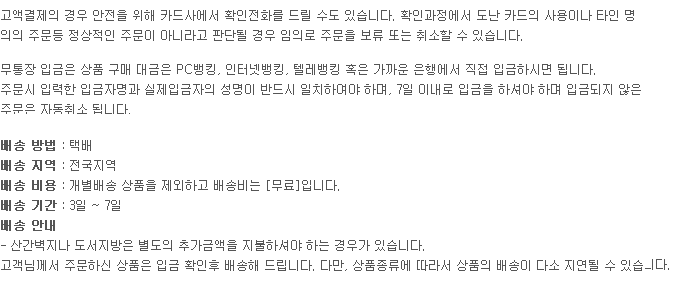 고액결제의 경우 안전을 위해 카드사에서 확인전화를 드릴 수도 있습니다. 확인과정에서 도난 카드의 사용이나 타인 명
의의 주문등 정상적인 주문이 아니라고 판단될 경우 임의로 주문을 보류 또는 취소할 수 있습니다.
무통장 입금은 상품 구매 대금은 PC뱅킹, 인터넷뱅킹, 텔레뱅킹 혹은 가까운 은행에서 직접 입금하시면 됩니다.
주문시 입력한 입금자명과 실제입금자의 성명이 반드시 일치하여야 하며, 7일 이내로 입금을 하셔야 하며 입금되지 않은
주문은 자동취소 됩니다.
배송 방법 : 택배
배송 지역 : 전국지역
배송 비용 : 개별배송 상품을 제외하고 배송비는 [무료]입니다.
배송 기간 : 3일 ~ 7일
배송 안내
- 산간벽지나 도서지방은 별도의 추가금액을 지불하셔야 하는 경우가 있습니다.
고객님께서 주문하신 상품은 입금 확인후 배송해 드립니다. 다만, 상품종류에 따라서 상품의 배송이 다소 지연될 수 있습니다.